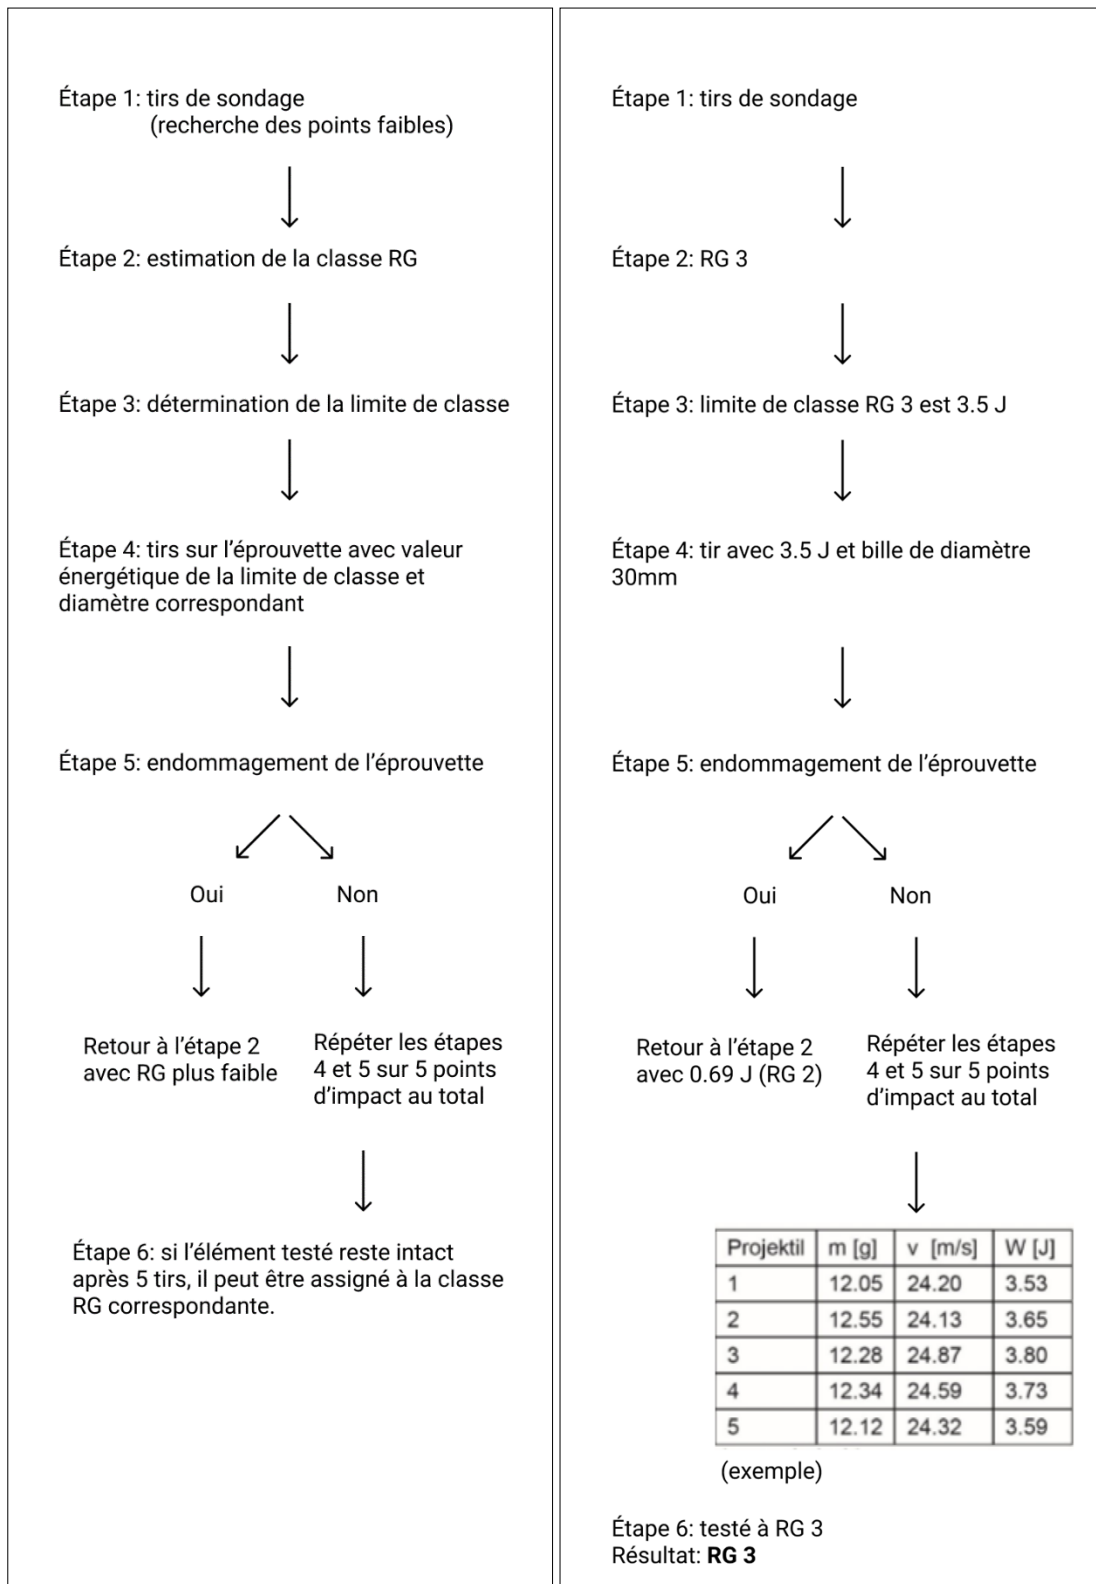 Étape 1: tirs de sondage
(recherche des points faibles)
Étape 2: estimation de la classe RG
Étape 3: détermination de la limite de classe
Étape 4: tirs sur l'éprouvette avec valeur
énergétique de la limite de classe et
diamètre correspondant
Étape 5: endommagement de l'éprouvette
Oui Non
Retour à l'étape 2
avec RG plus faible
Répéter les étapes
4 et 5 sur 5 points
d'impact au total
Étape 6: si l'élément testé reste intact
après 5 tirs, il peut être assigné à la classe
RG correspondante.
Étape 1: tirs de sondage
Étape 2: RG 3
Étape 3: limite de classe RG 3 est 3.5 J
Étape 4: tir avec 3.5 J et bille de diamètre
30mm
Étape 5: endommagement de l'éprouvette
Oui Non
Retour à l'étape 2
avec 0.69 J (RG 2)
Répéter les étapes
4 et 5 sur 5 points
d'impact au total
Projektil m [g] v [m/s] W [J]
1 12.05 24.20 3.53
2 12.55 24.13 3.65
3 12.28 24.87 3.80
4 12.34 24.59 3.73
5 12.12 24.32 3.59
(exemple)
Étape 6: testé à RG 3
Résultat: RG 3